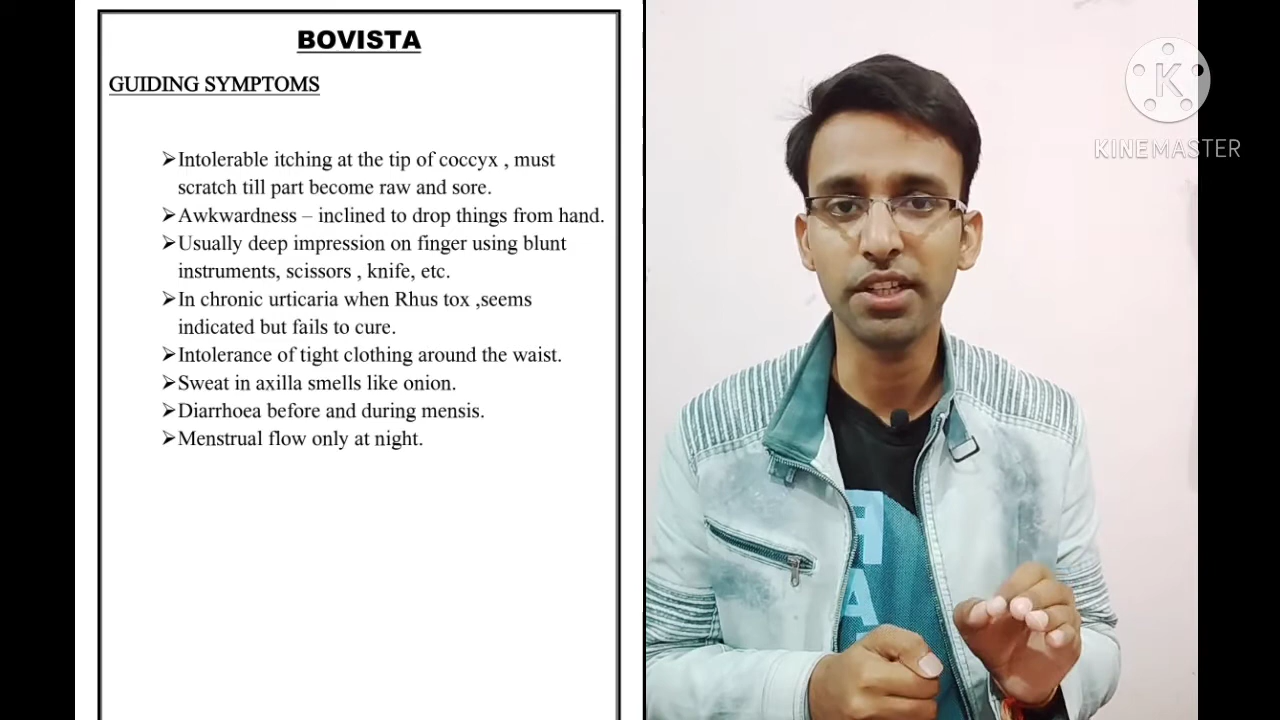 BOVISTA
GUIDING SYMPTOMS
➢Intolerable itching at the tip of coccyx , must
scratch till part become raw and sore.
➢Awkwardness – inclined to drop things from hand.
➢Usually deep impression on finger using blunt
instruments, scissors , knife, etc.
➢In chronic urticaria when Rhus tox ,seems
indicated but fails to cure.
➢Intolerance of tight clothing around the waist.
➢Sweat in axilla smells like onion.
➢Diarrhoea before and during mensis.
➢Menstrual flow only at night.
K
KINEMASTER
A